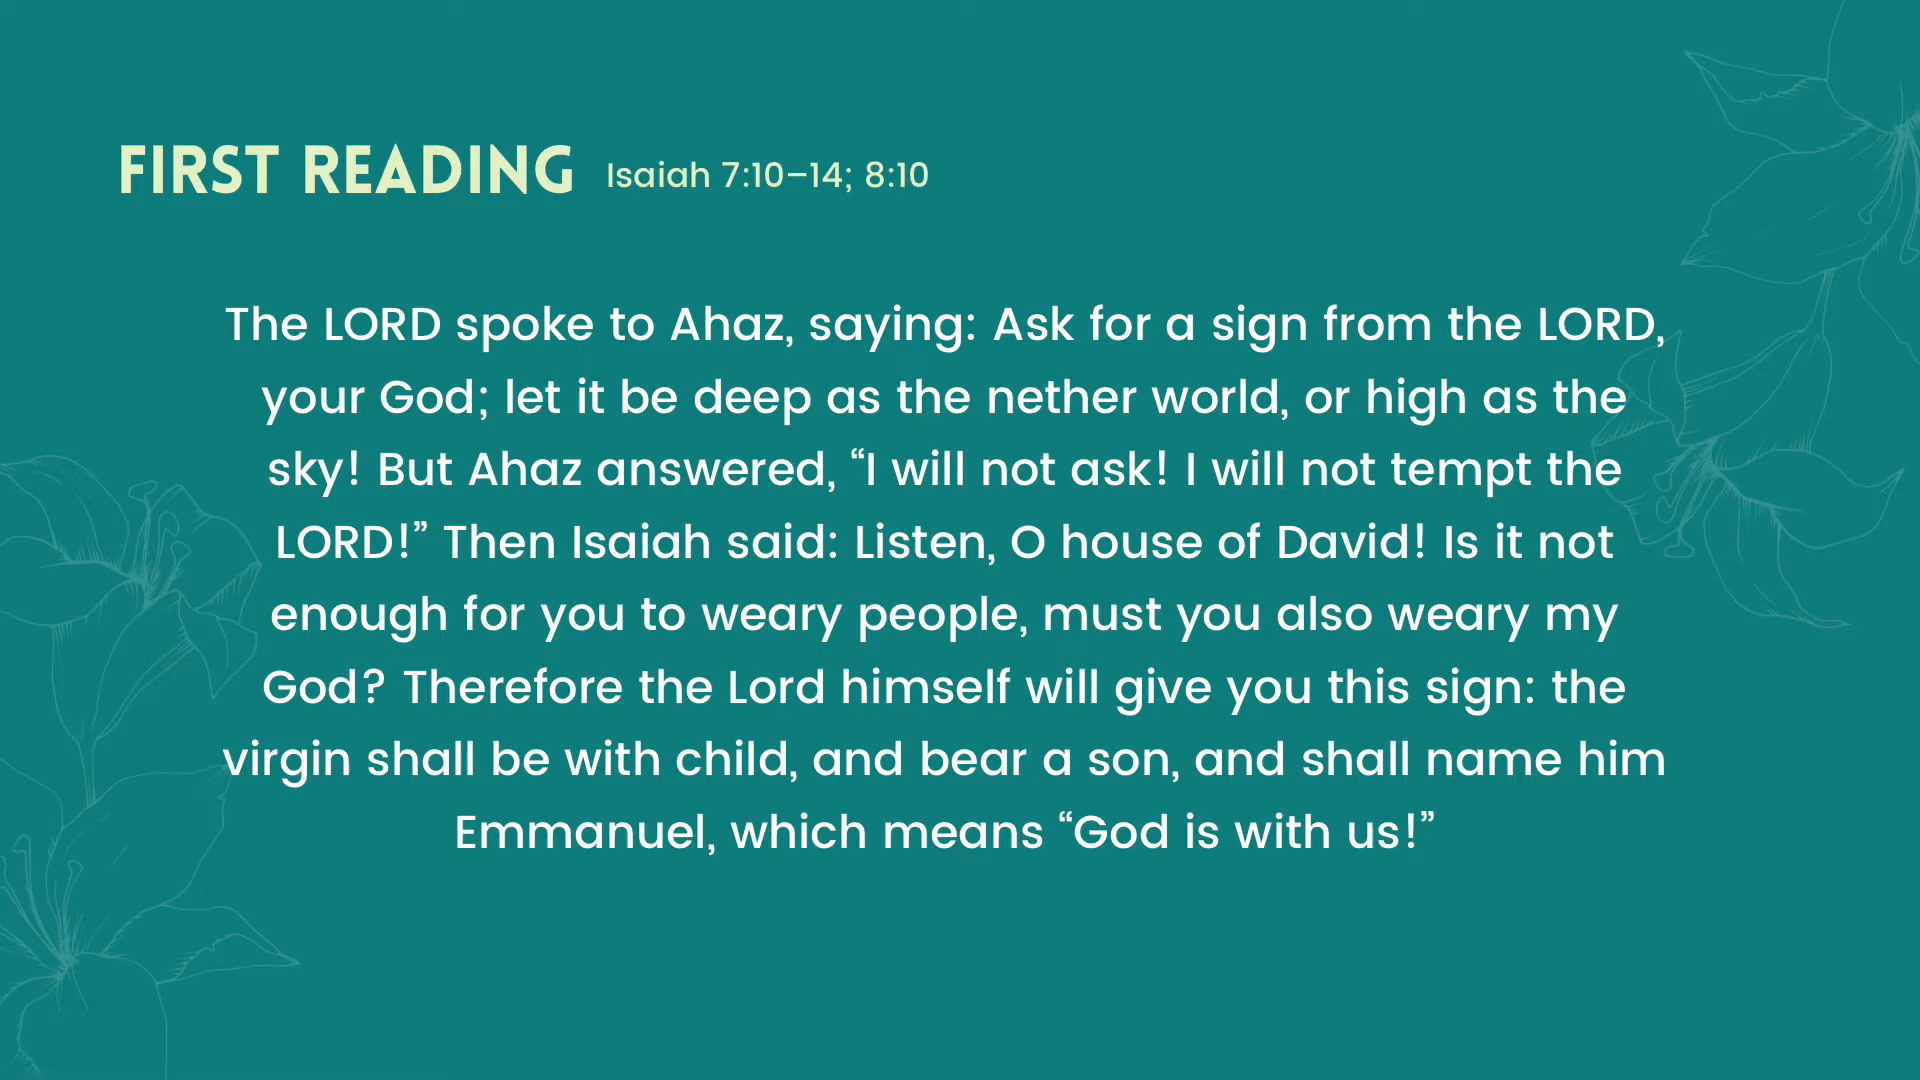 FIRST READING Isaiah 7:10–14; 8:10
The LORD spoke to Ahaz, saying: Ask for a sign from the LORD,
your God; let it be deep as the nether world, or high as the
sky! But Ahaz answered, “I will not ask! I will not tempt the
LORD!” Then Isaiah said: Listen, O house of David! Is it not
enough for you to weary people, must you also weary my
God? Therefore the Lord himself will give you this sign: the
virgin shall be with child, and bear a son, and shall name him
Emmanuel, which means “God is with us!”